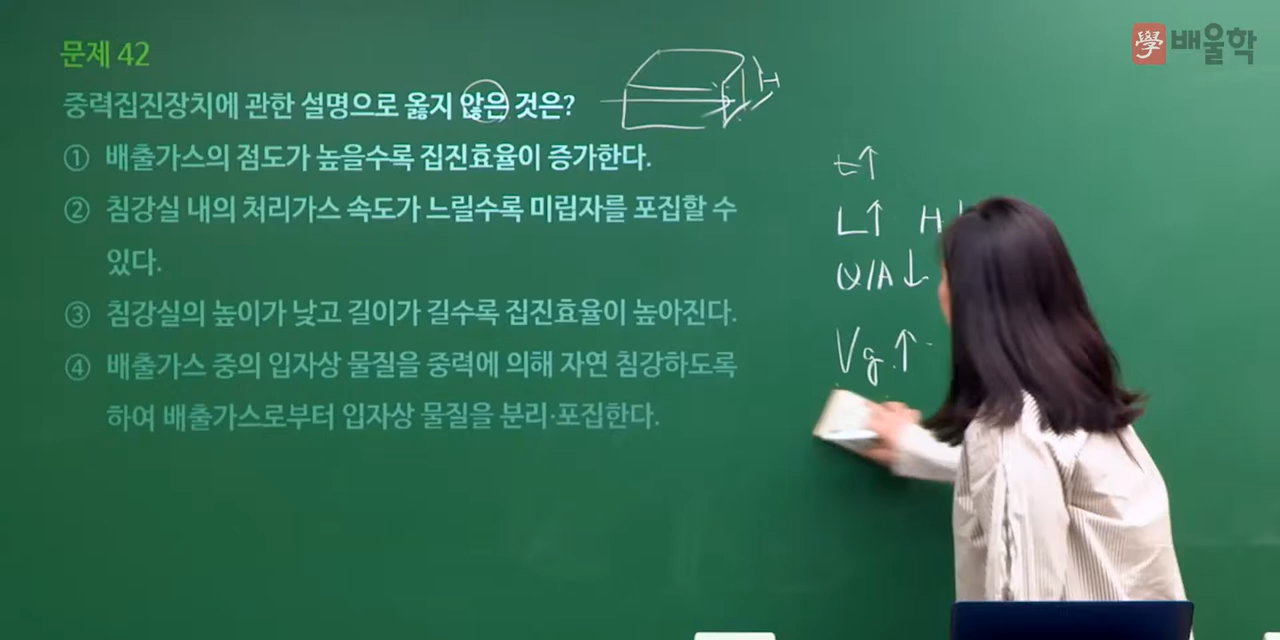 學 배울학
문제 42
중력집진장치에 관한 설명으로 옳지 않은 것은?
① 배출가스의 점도가 높을수록 집진효율이 증가한다.
② 침강실 내의 처리가스 속도가 느릴수록 미립자를 포집할 수
있다.
③ 침강실의 높이가 낮고 길이가 길수록 집진효율이 높아진다.
④ 배출가스 중의 입자상 물질을 중력에 의해 자연 침강하도록
하여 배출가스로부터 입자상 물질을 분리·포집한다.
H
t↑
L↑ H
Q/A↓
Vg↑